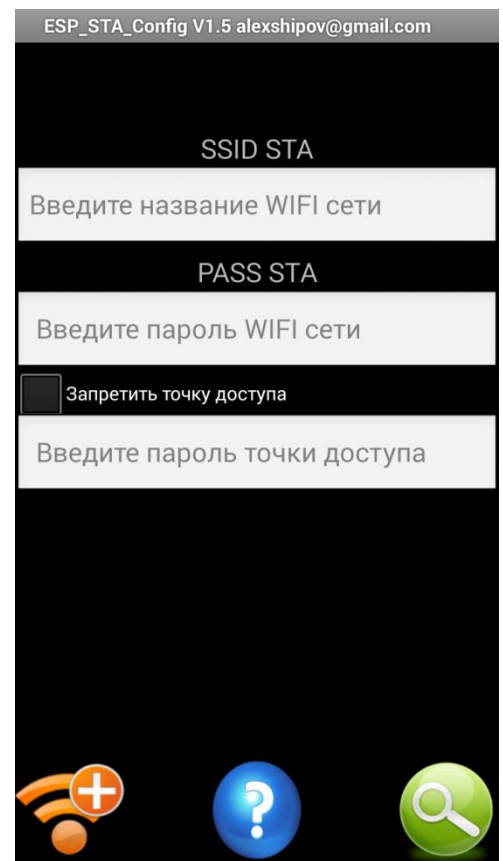 ESP_STA_Config V1.5 alexshipov@gmail.com
SSID STA
Введите название WIFI сети
PASS STA
Введите пароль WIFI сети
Запретить точку доступа
Введите пароль точки доступа